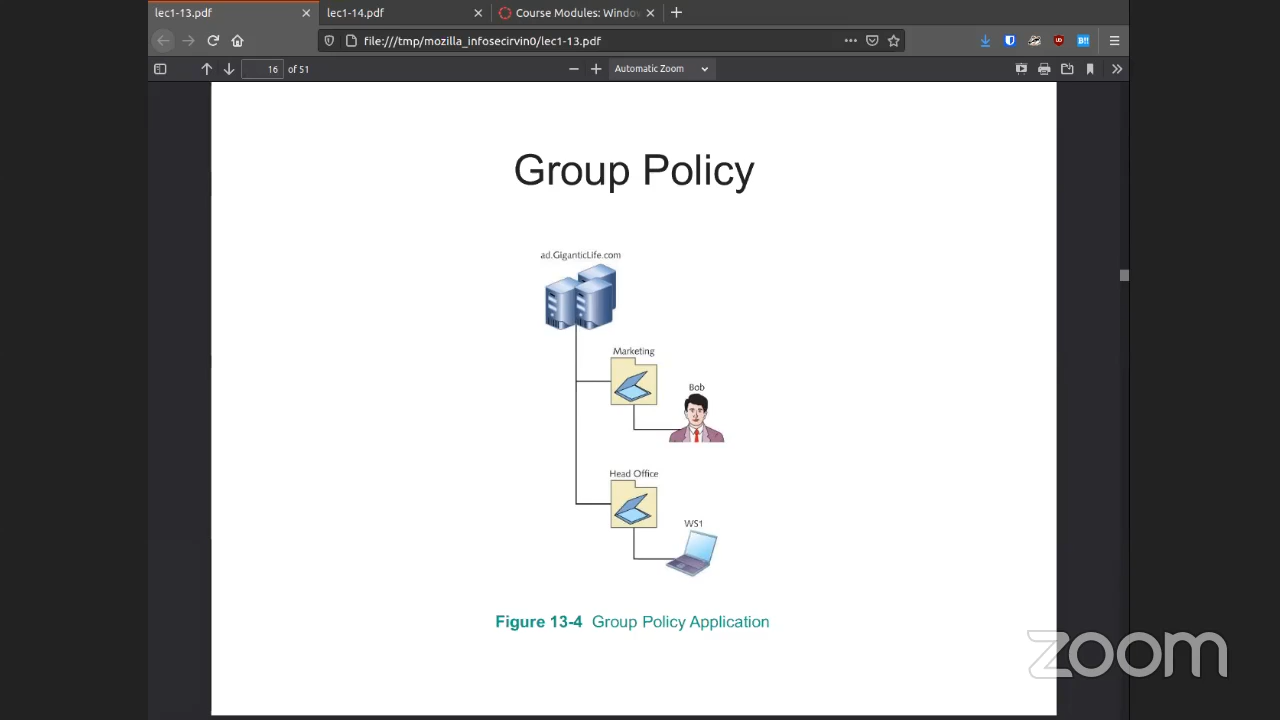 lec1-13.pdf
lec1-14.pdf
Course Modules: Windo
file:///tmp/mozilla_infosecirvin0/lec1-13.pdf
16 of 51
Automatic Zoom
Group Policy
ad.GiganticLife.com
Marketing
Bob
Head Office
WS1
Figure 13-4 Group Policy Application
zoom